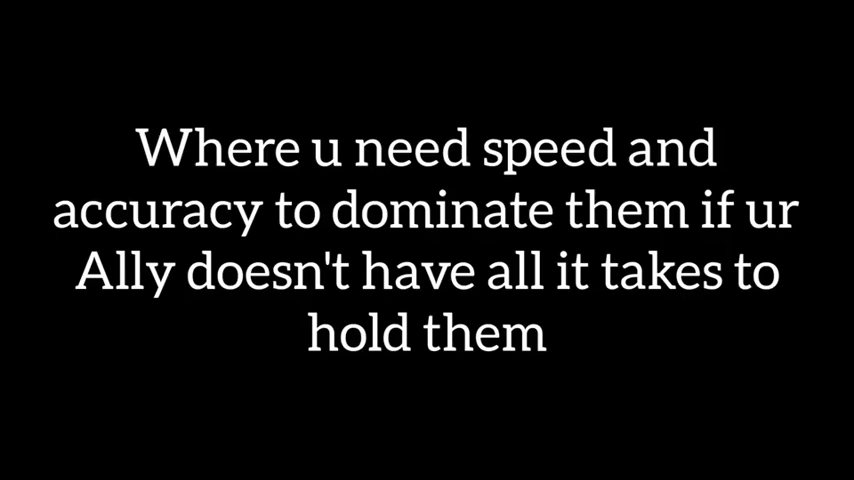 Where u need speed and
accuracy to dominate them if ur
Ally doesn't have all it takes to
hold them